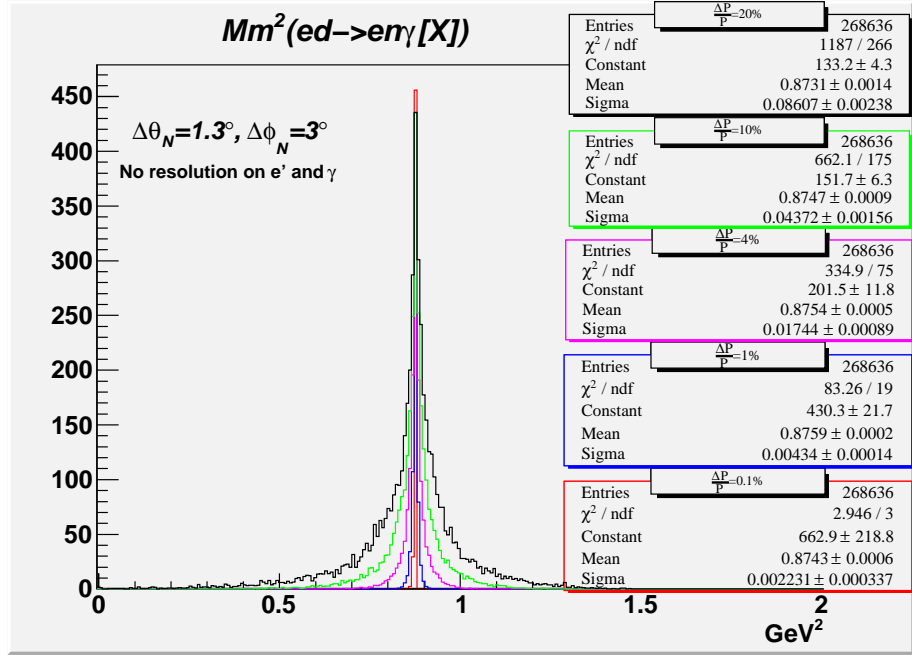 Mm²(ed–>enγ[X])
Δθ_N=1.3°, Δϕ_N=3°
No resolution on e' and γ
450
400
350
300
250
200
150
100
50
0
0 0.5 1 1.5 2
GeV²
ΔP/P=20%
Entries 268636
χ² / ndf 1187 / 266
Constant 133.2 ± 4.3
Mean 0.8731 ± 0.0014
Sigma 0.08607 ± 0.00238
ΔP/P=10%
Entries 268636
χ² / ndf 662.1 / 175
Constant 151.7 ± 6.3
Mean 0.8747 ± 0.0009
Sigma 0.04372 ± 0.00156
ΔP/P=4%
Entries 268636
χ² / ndf 334.9 / 75
Constant 201.5 ± 11.8
Mean 0.8754 ± 0.0005
Sigma 0.01744 ± 0.00089
ΔP/P=1%
Entries 268636
χ² / ndf 83.26 / 19
Constant 430.3 ± 21.7
Mean 0.8759 ± 0.0002
Sigma 0.00434 ± 0.00014
ΔP/P=0.1%
Entries 268636
χ² / ndf 2.946 / 3
Constant 662.9 ± 218.8
Mean 0.8743 ± 0.0006
Sigma 0.002231 ± 0.000337